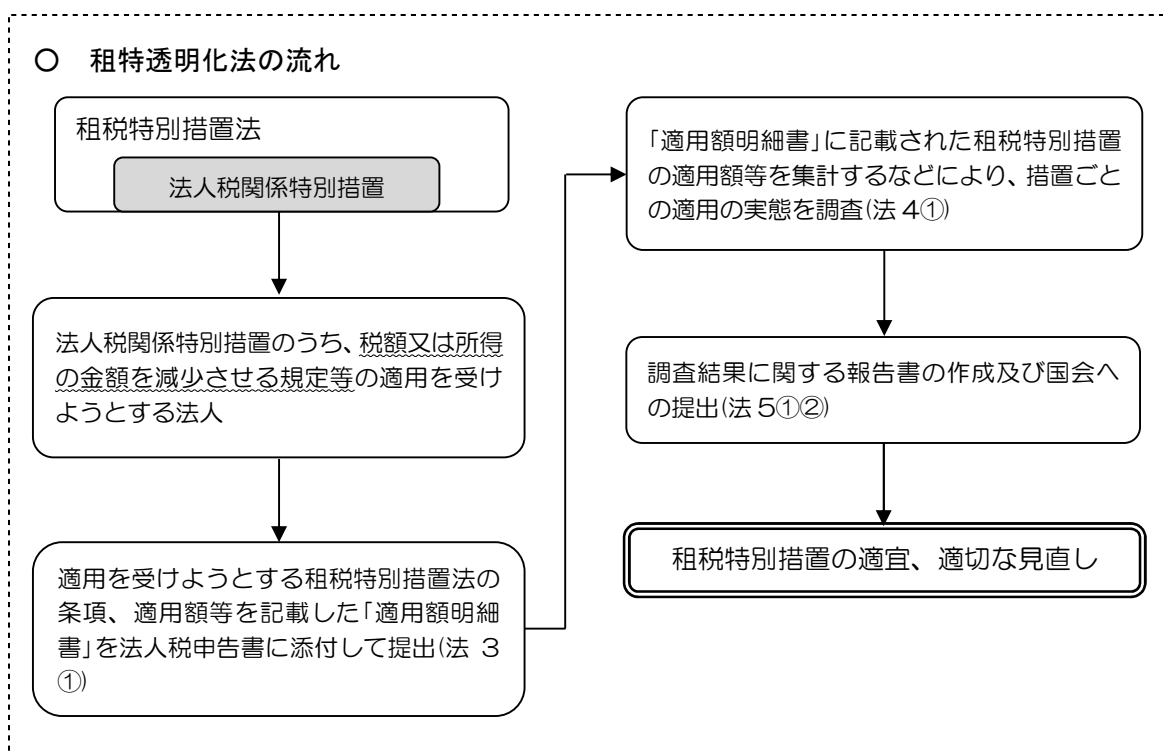 ○ 租特透明化法の流れ
租税特別措置法
法人税関係特別措置
法人税関係特別措置のうち、税額又は所得
の金額を減少させる規定等の適用を受け
ようとする法人
適用を受けようとする租税特別措置法の
条項、適用額等を記載した「適用額明細
書」を法人税申告書に添付して提出(法 3
①)
「適用額明細書」に記載された租税特別措置
の適用額等を集計するなどにより、措置ごと
の適用の実態を調査(法 4①)
調査結果に関する報告書の作成及び国会へ
の提出(法 5①②)
租税特別措置の適宜、適切な見直し